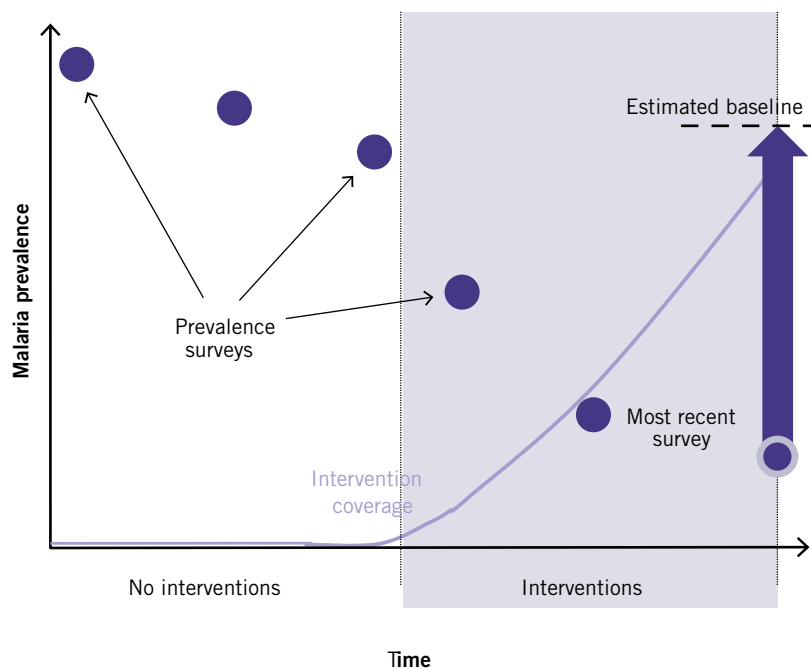 Estimated baseline
Malaria prevalence
Prevalence
surveys
Most recent
survey
Intervention
coverage
No interventions
Interventions
Time